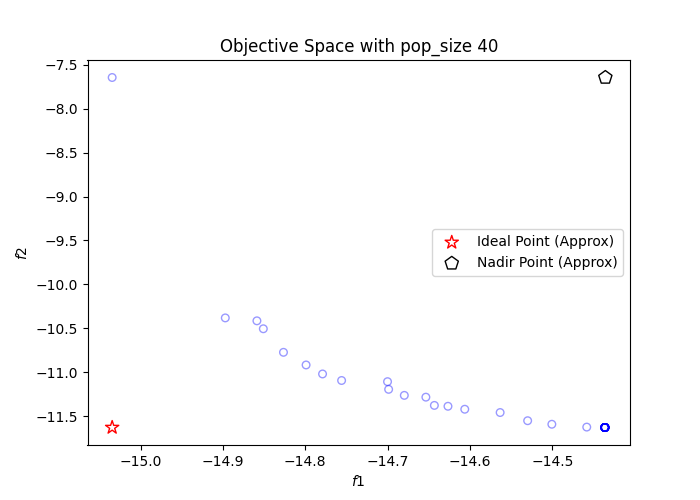 Objective Space with pop_size 40
−7.5
−8.0
−8.5
−9.0
−9.5
−10.0
−10.5
−11.0
−11.5
f2
Ideal Point (Approx)
Nadir Point (Approx)
−15.0 −14.9 −14.8 −14.7 −14.6 −14.5
f1